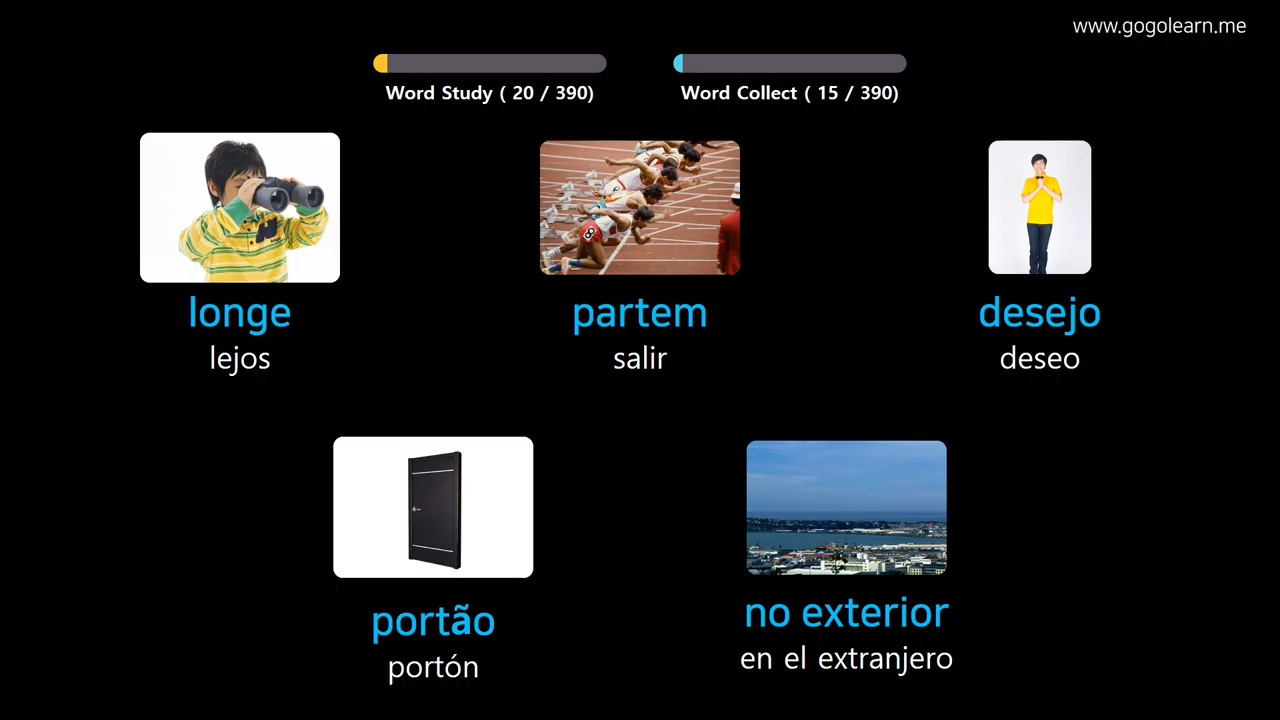 www.gogolearn.me
Word Study ( 20 / 390)
Word Collect ( 15 / 390)
8
longe
partem
desejo
lejos
salir
deseo
portão
no exterior
portón
en el extranjero